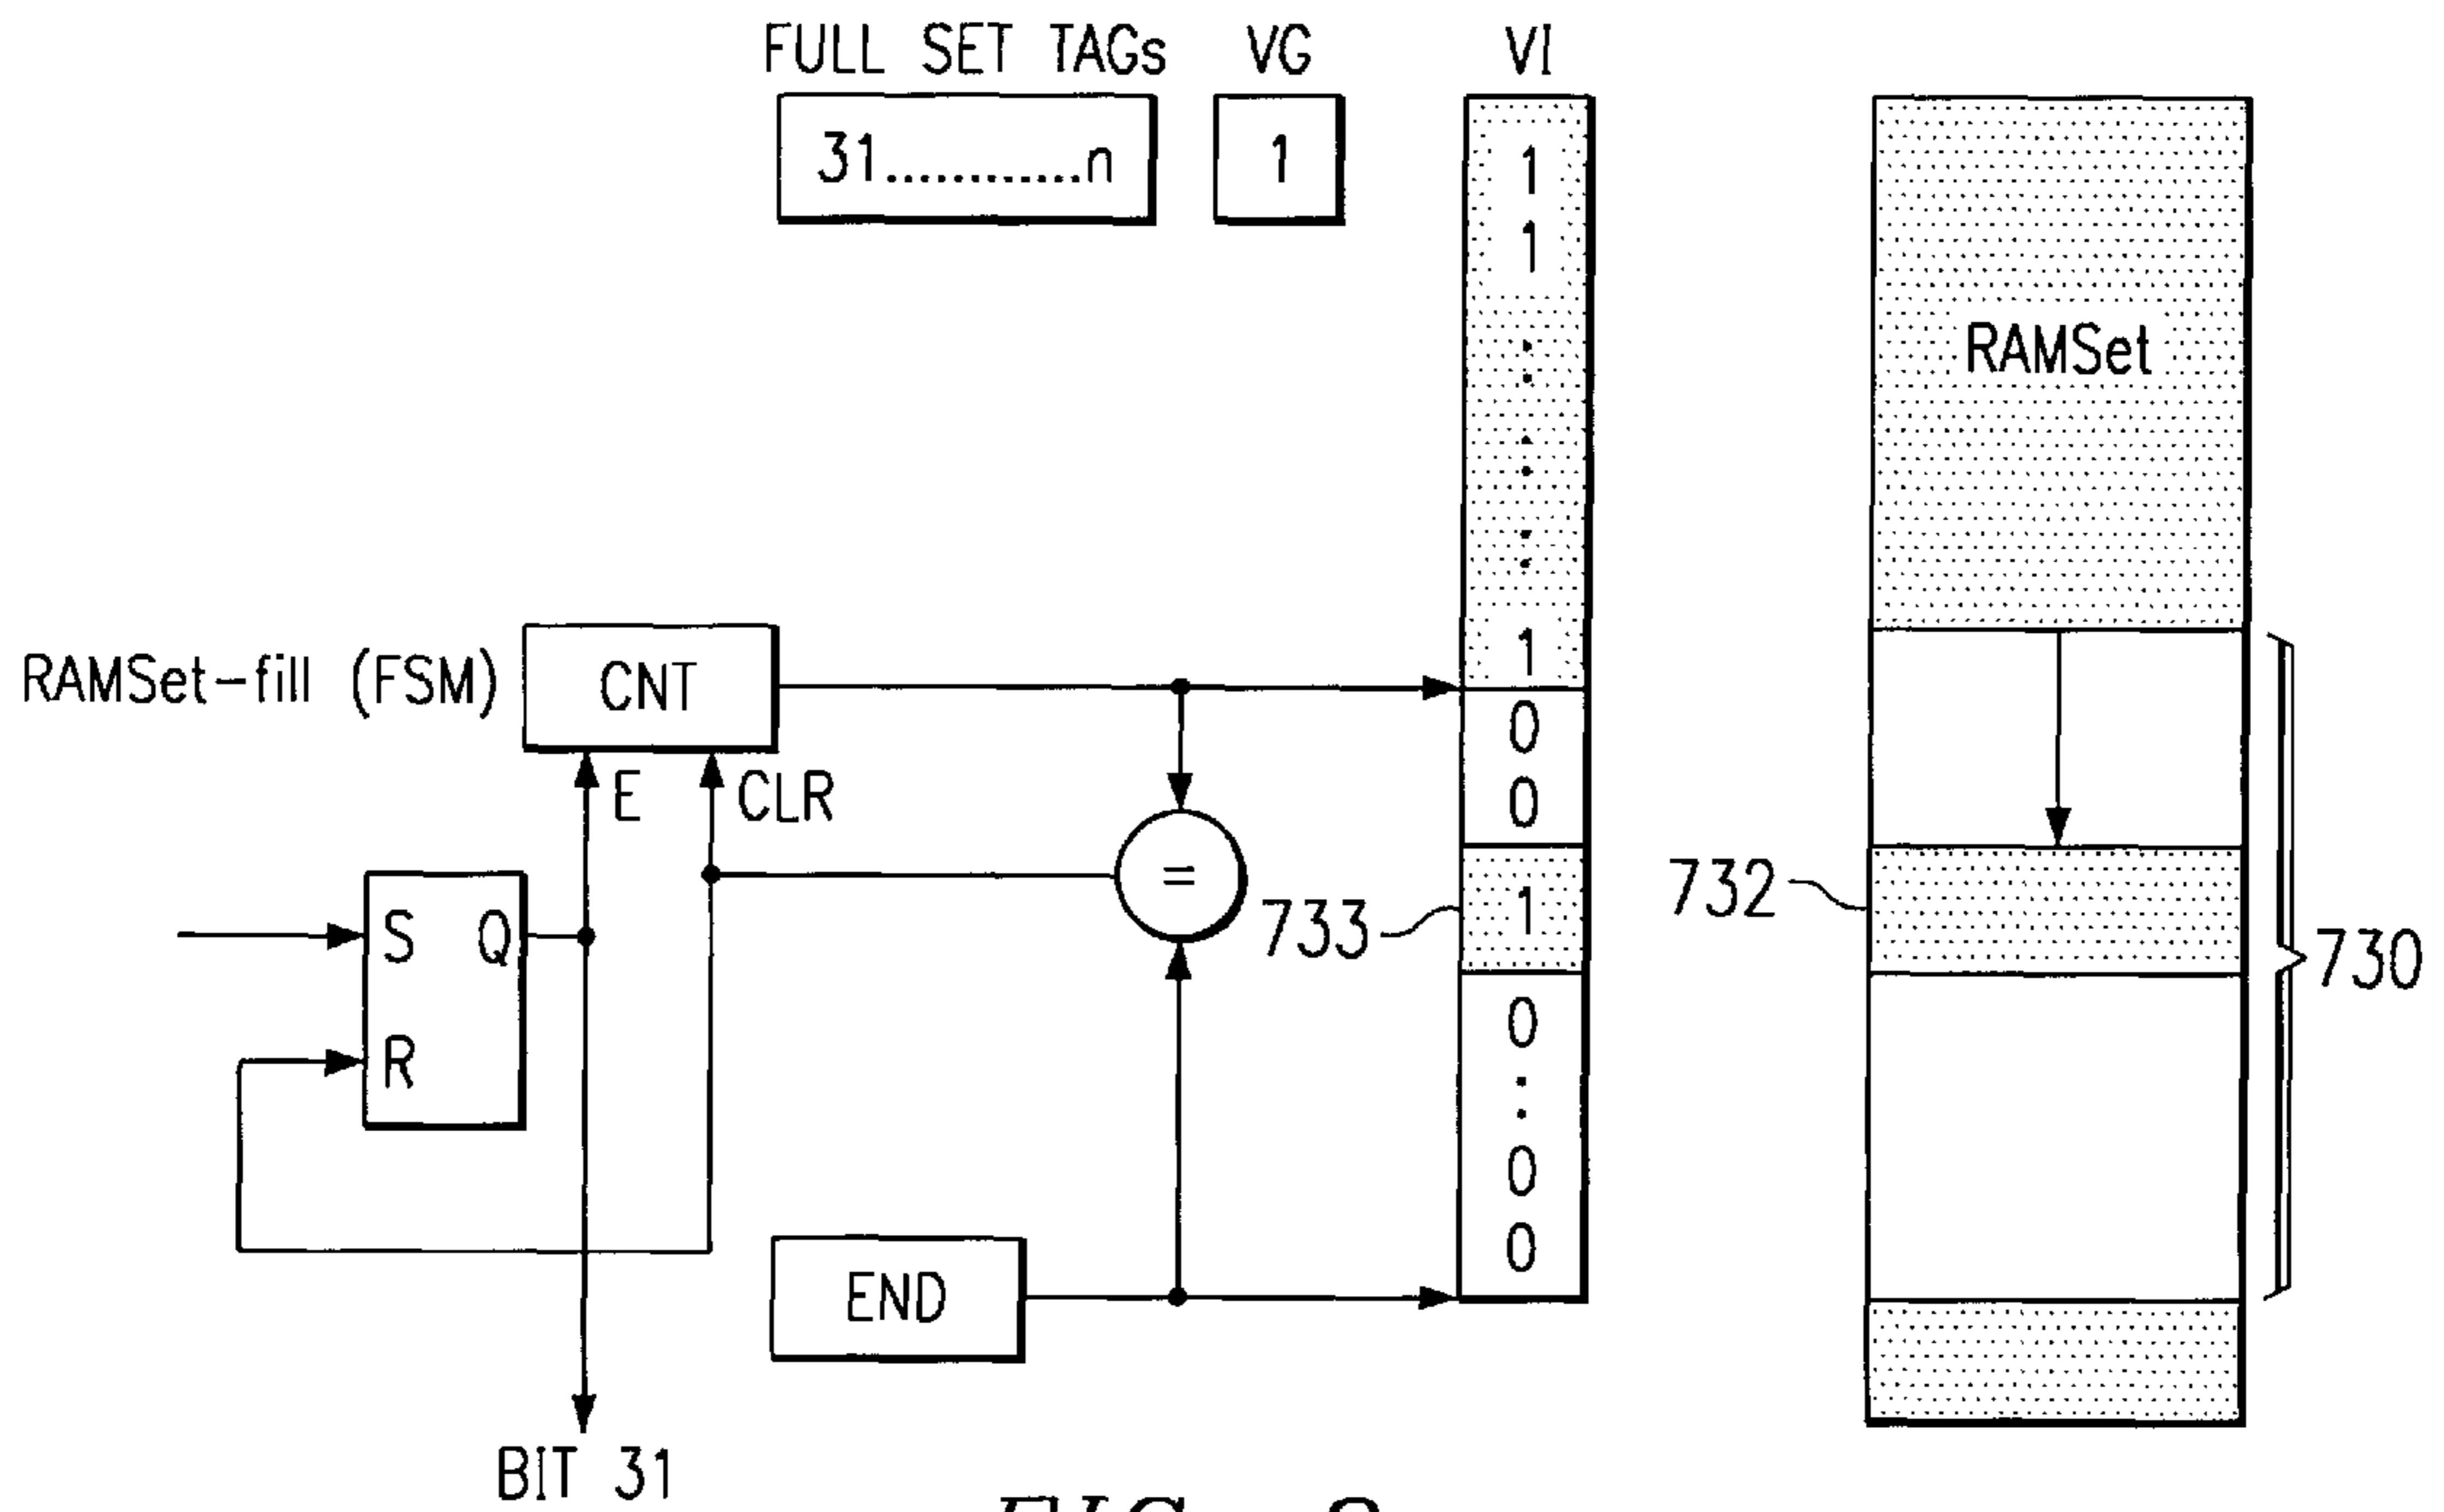 FULL SET TAGs
VG
VI
31............n
1
1
1
RAMSet
1
RAMSet-fill (FSM)
CNT
0
0
E
CLR
S
Q
=
733
1
732
730
R
0
0
0
END
BIT 31